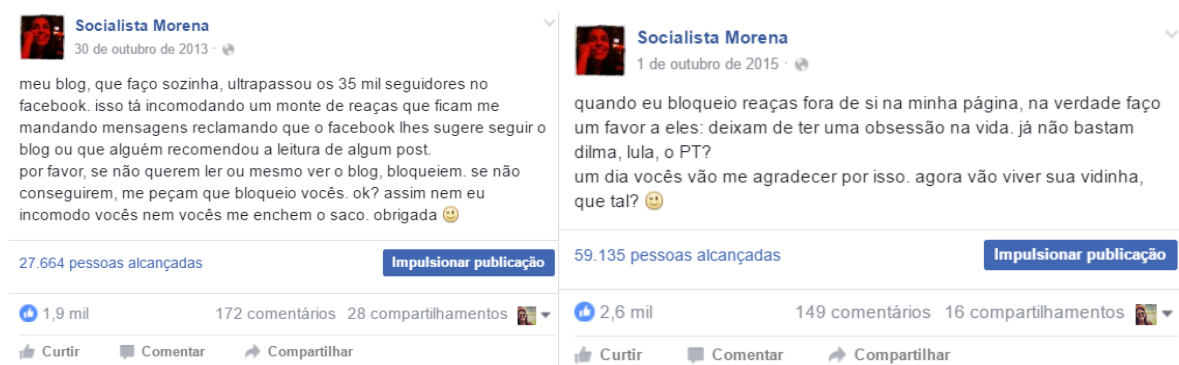 Socialista Morena
30 de outubro de 2013 ·
meu blog, que faço sozinha, ultrapassou os 35 mil seguidores no
facebook. isso tá incomodando um monte de reaças que ficam me
mandando mensagens reclamando que o facebook lhes sugere seguir o
blog ou que alguém recomendou a leitura de algum post.
por favor, se não querem ler ou mesmo ver o blog, bloqueiem. se não
conseguirem, me peçam que bloqueio vocês. ok? assim nem eu
incomodo vocês nem vocês me enchem o saco. obrigada
27.664 pessoas alcançadas
Impulsionar publicação
1,9 mil
172 comentários 28 compartilhamentos
Curtir Comentar Compartilhar
Socialista Morena
1 de outubro de 2015 ·
quando eu bloqueio reaças fora de si na minha página, na verdade faço
um favor a eles: deixam de ter uma obsessão na vida. já não bastam
dilma, lula, o PT?
um dia vocês vão me agradecer por isso. agora vão viver sua vidinha,
que tal?
59.135 pessoas alcançadas
Impulsionar publicação
2,6 mil
149 comentários 16 compartilhamentos
Curtir Comentar Compartilhar